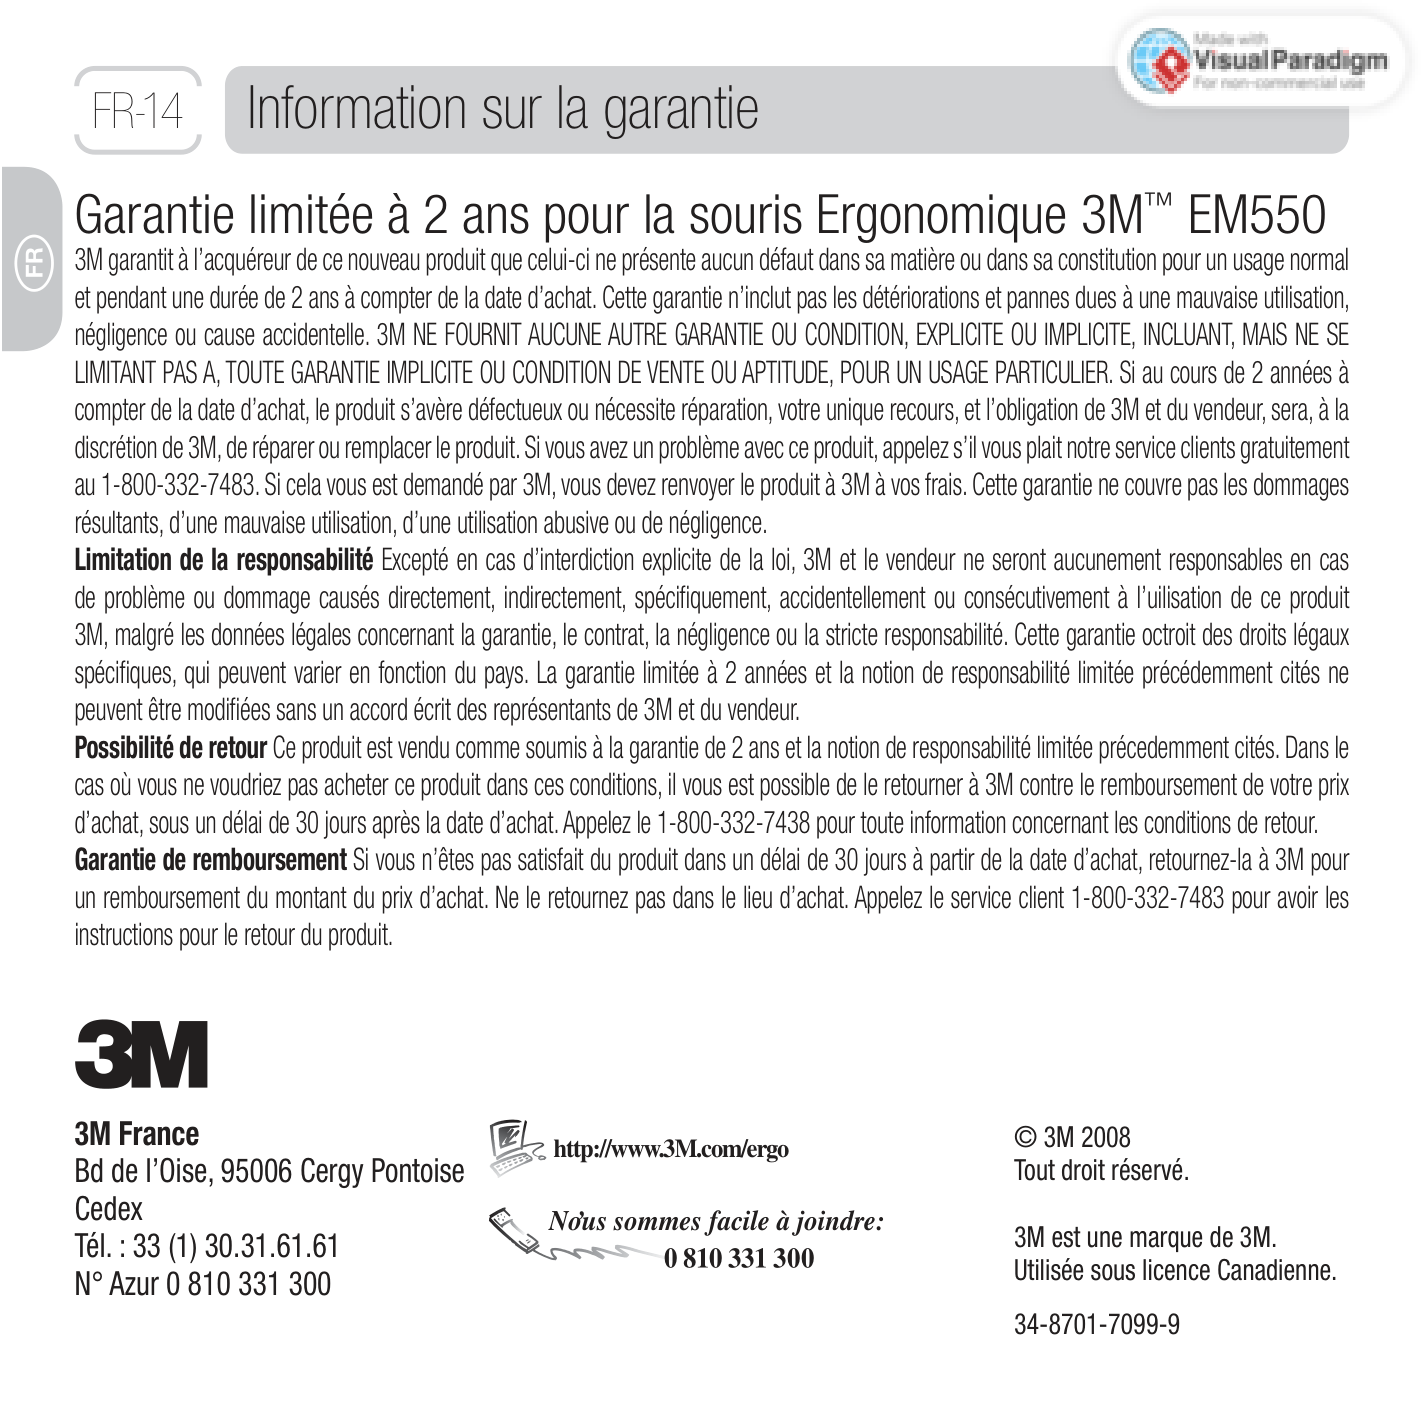 Made with
Visual Paradigm
For non-commercial use
FR-14
Information sur la garantie
FR
Garantie limitée à 2 ans pour la souris Ergonomique 3M™ EM550
3M garantit à l’acquéreur de ce nouveau produit que celui-ci ne présente aucun défaut dans sa matière ou dans sa constitution pour un usage normal
et pendant une durée de 2 ans à compter de la date d’achat. Cette garantie n’inclut pas les détériorations et pannes dues à une mauvaise utilisation,
négligence ou cause accidentelle. 3M NE FOURNIT AUCUNE AUTRE GARANTIE OU CONDITION, EXPLICITE OU IMPLICITE, INCLUANT, MAIS NE SE
LIMITANT PAS A, TOUTE GARANTIE IMPLICITE OU CONDITION DE VENTE OU APTITUDE, POUR UN USAGE PARTICULIER. Si au cours de 2 années à
compter de la date d’achat, le produit s’avère défectueux ou nécessite réparation, votre unique recours, et l’obligation de 3M et du vendeur, sera, à la
discrétion de 3M, de réparer ou remplacer le produit. Si vous avez un problème avec ce produit, appelez s’il vous plait notre service clients gratuitement
au 1-800-332-7483. Si cela vous est demandé par 3M, vous devez renvoyer le produit à 3M à vos frais. Cette garantie ne couvre pas les dommages
résultants, d’une mauvaise utilisation, d’une utilisation abusive ou de négligence.
Limitation de la responsabilité Excepté en cas d’interdiction explicite de la loi, 3M et le vendeur ne seront aucunement responsables en cas
de problème ou dommage causés directement, indirectement, spécifiquement, accidentellement ou consécutivement à l’uilisation de ce produit
3M, malgré les données légales concernant la garantie, le contrat, la négligence ou la stricte responsabilité. Cette garantie octroit des droits légaux
spécifiques, qui peuvent varier en fonction du pays. La garantie limitée à 2 années et la notion de responsabilité limitée précédemment cités ne
peuvent être modifiées sans un accord écrit des représentants de 3M et du vendeur.
Possibilité de retour Ce produit est vendu comme soumis à la garantie de 2 ans et la notion de responsabilité limitée précedemment cités. Dans le
cas où vous ne voudriez pas acheter ce produit dans ces conditions, il vous est possible de le retourner à 3M contre le remboursement de votre prix
d’achat, sous un délai de 30 jours après la date d’achat. Appelez le 1-800-332-7438 pour toute information concernant les conditions de retour.
Garantie de remboursement Si vous n’êtes pas satisfait du produit dans un délai de 30 jours à partir de la date d’achat, retournez-la à 3M pour
un remboursement du montant du prix d’achat. Ne le retournez pas dans le lieu d’achat. Appelez le service client 1-800-332-7483 pour avoir les
instructions pour le retour du produit.
3M
3M France
Bd de l’Oise, 95006 Cergy Pontoise
Cedex
Tél. : 33 (1) 30.31.61.61
N° Azur 0 810 331 300
http://www.3M.com/ergo
No’us sommes facile à joindre:
0 810 331 300
© 3M 2008
Tout droit réservé.
3M est une marque de 3M.
Utilisée sous licence Canadienne.
34-8701-7099-9